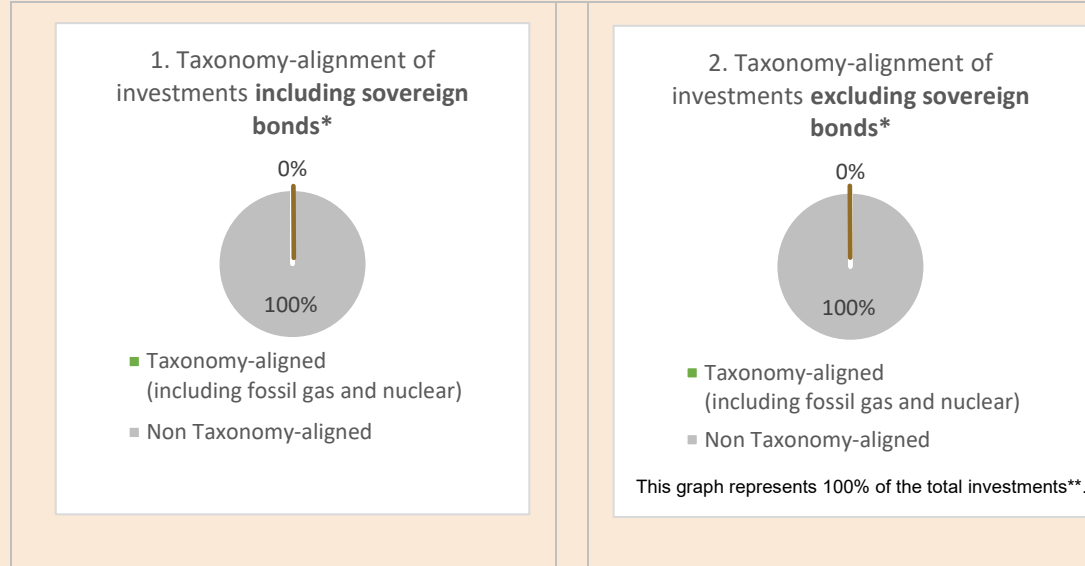 1. Taxonomy-alignment of
investments including sovereign
bonds*
0%
100%
Taxonomy-aligned
(including fossil gas and nuclear)
Non Taxonomy-aligned
2. Taxonomy-alignment of
investments excluding sovereign
bonds*
0%
100%
Taxonomy-aligned
(including fossil gas and nuclear)
Non Taxonomy-aligned
This graph represents 100% of the total investments**.